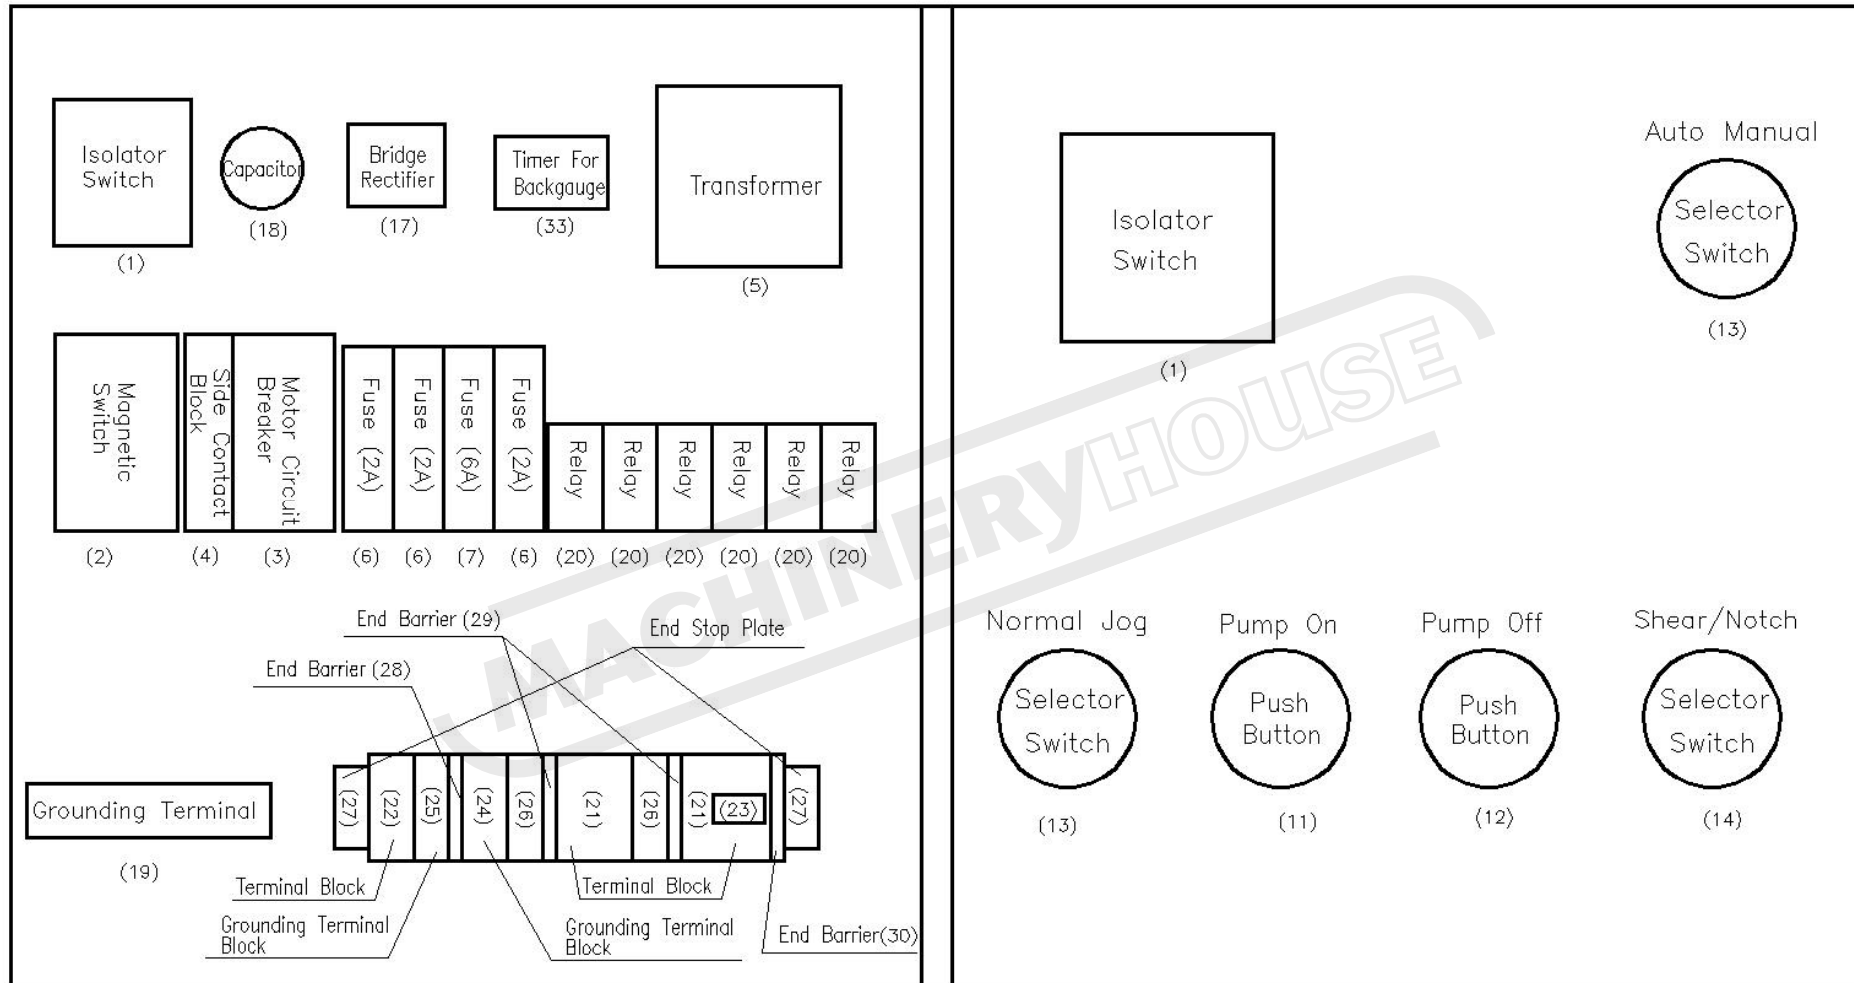 Isolator
Switch
(1)
Capacitor
(18)
Bridge
Rectifier
(17)
Timer For
Backgauge
(33)
Transformer
(5)
Magnetic
Switch
(2)
Side Contact
Block
(4)
Motor Circuit
Breaker
(3)
Fuse (2A)
(6)
Fuse (2A)
(6)
Fuse (6A)
(7)
Fuse (2A)
(6)
Relay
(20)
Relay
(20)
Relay
(20)
Relay
(20)
Relay
(20)
Relay
(20)
End Barrier (29)
End Stop Plate
End Barrier (28)
Grounding Terminal
(19)
(27)
(22)
(25)
(24)
(26)
(21)
(26)
(21)
(23)
(27)
Terminal Block
Terminal Block
Grounding Terminal
Block
Grounding Terminal
Block
End Barrier(30)
Isolator
Switch
(1)
Auto Manual
Selector
Switch
(13)
Normal Jog
Selector
Switch
(13)
Pump On
Push
Button
(11)
Pump Off
Push
Button
(12)
Shear/Notch
Selector
Switch
(14)
MACHINERYHOUSE